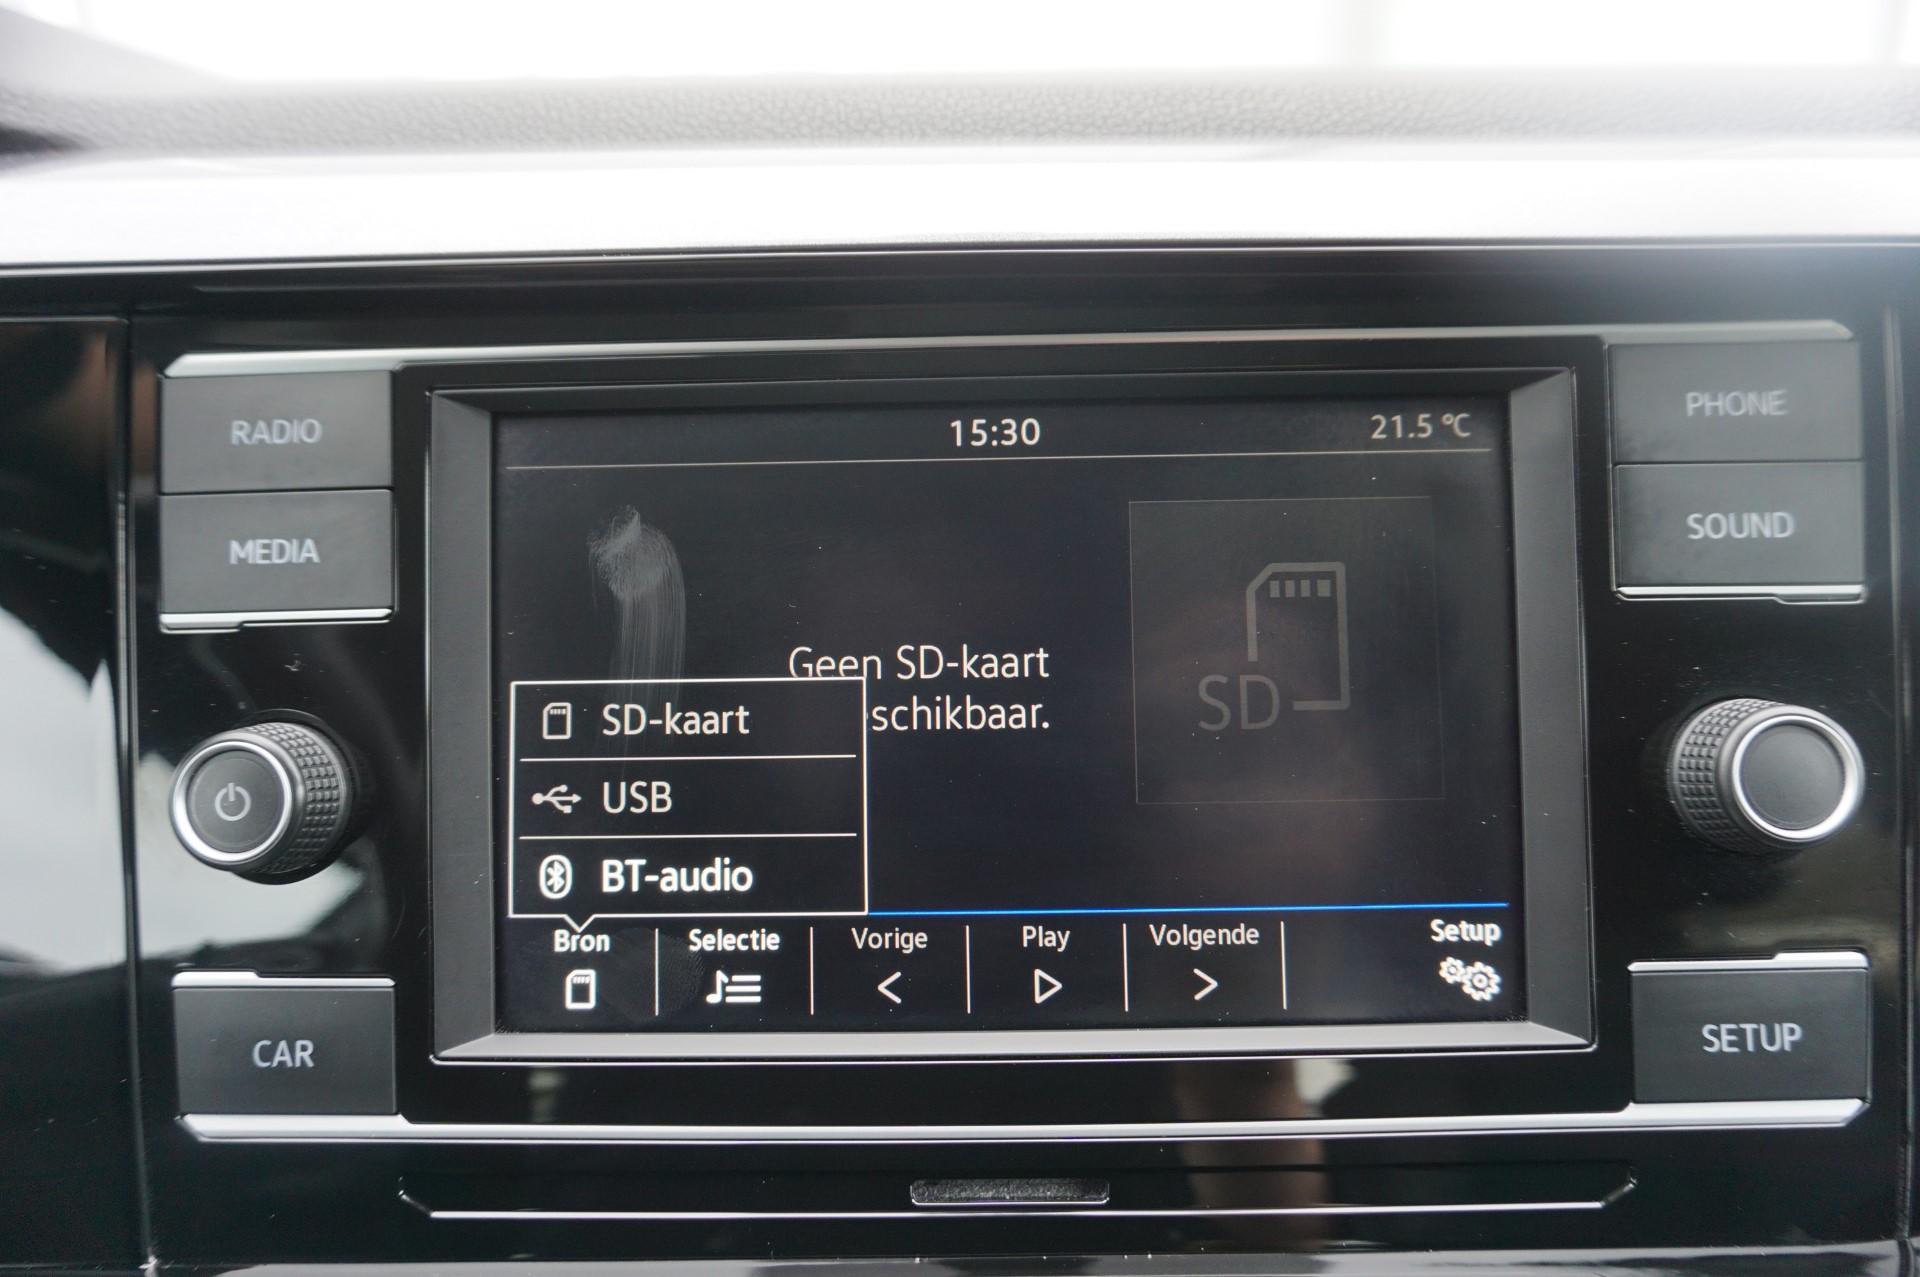 RADIO
MEDIA
CAR
15:30
21.5 °C
Geen SD-kaart
schikbaar.
SD
SD-kaart
USB
BT-audio
Bron
Selectie
Vorige
Play
Volgende
Setup
PHONE
SOUND
SETUP